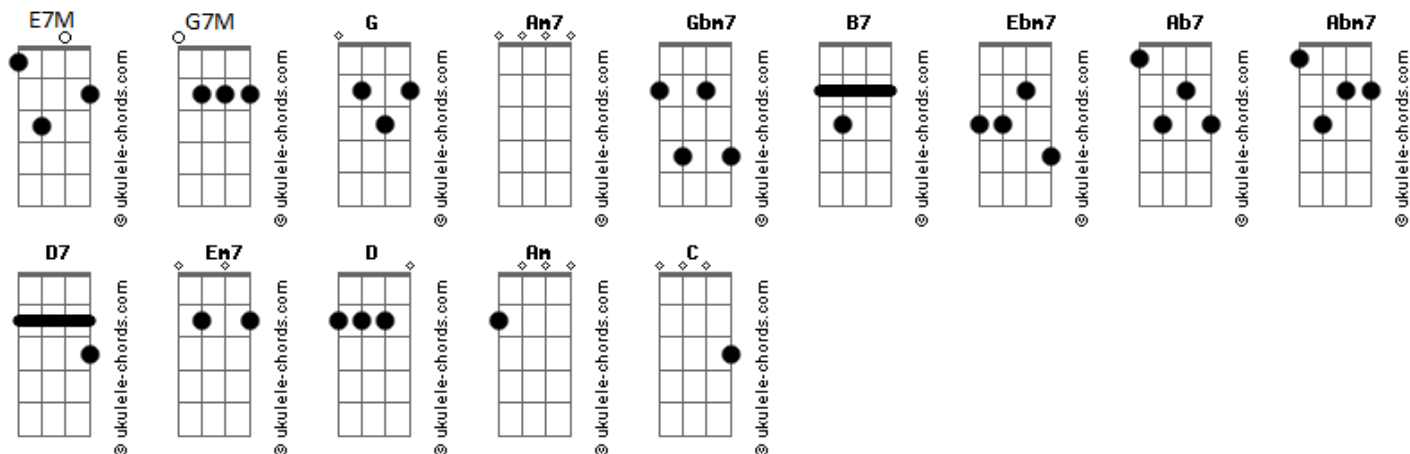 E7M G7M G Am7 Gbm7 B7 Ebm7 Ab7 Abm7
© ukulele-chords.com © ukulele-chords.com © ukulele-chords.com © ukulele-chords.com © ukulele-chords.com © ukulele-chords.com © ukulele-chords.com © ukulele-chords.com © ukulele-chords.com
D7 Em7 D Am C
© ukulele-chords.com © ukulele-chords.com © ukulele-chords.com © ukulele-chords.com © ukulele-chords.com